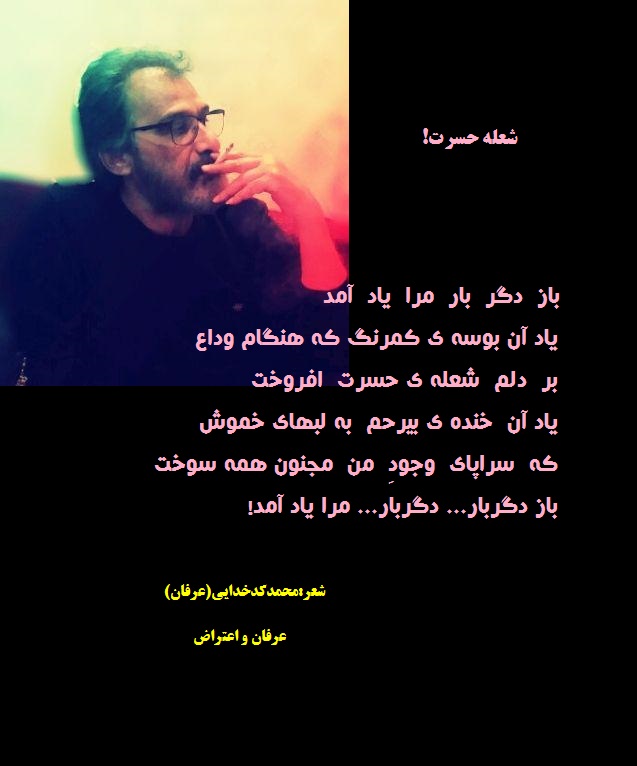 شعله حسرت!
باز دگر بار مرا یاد آمد
یاد آن بوسه ی کمرنگ که هنگام وداع
بر دلم شعله ی حسرت افروخت
یاد آن خنده ی بیرحم به لبهای خموش
که سراپای وجودِ من مجنون همه سوخت
باز دگربار... دگربار... مرا یاد آمد!
شعر:محمدکدخدایی(عرفان)
عرفان و اعتراض